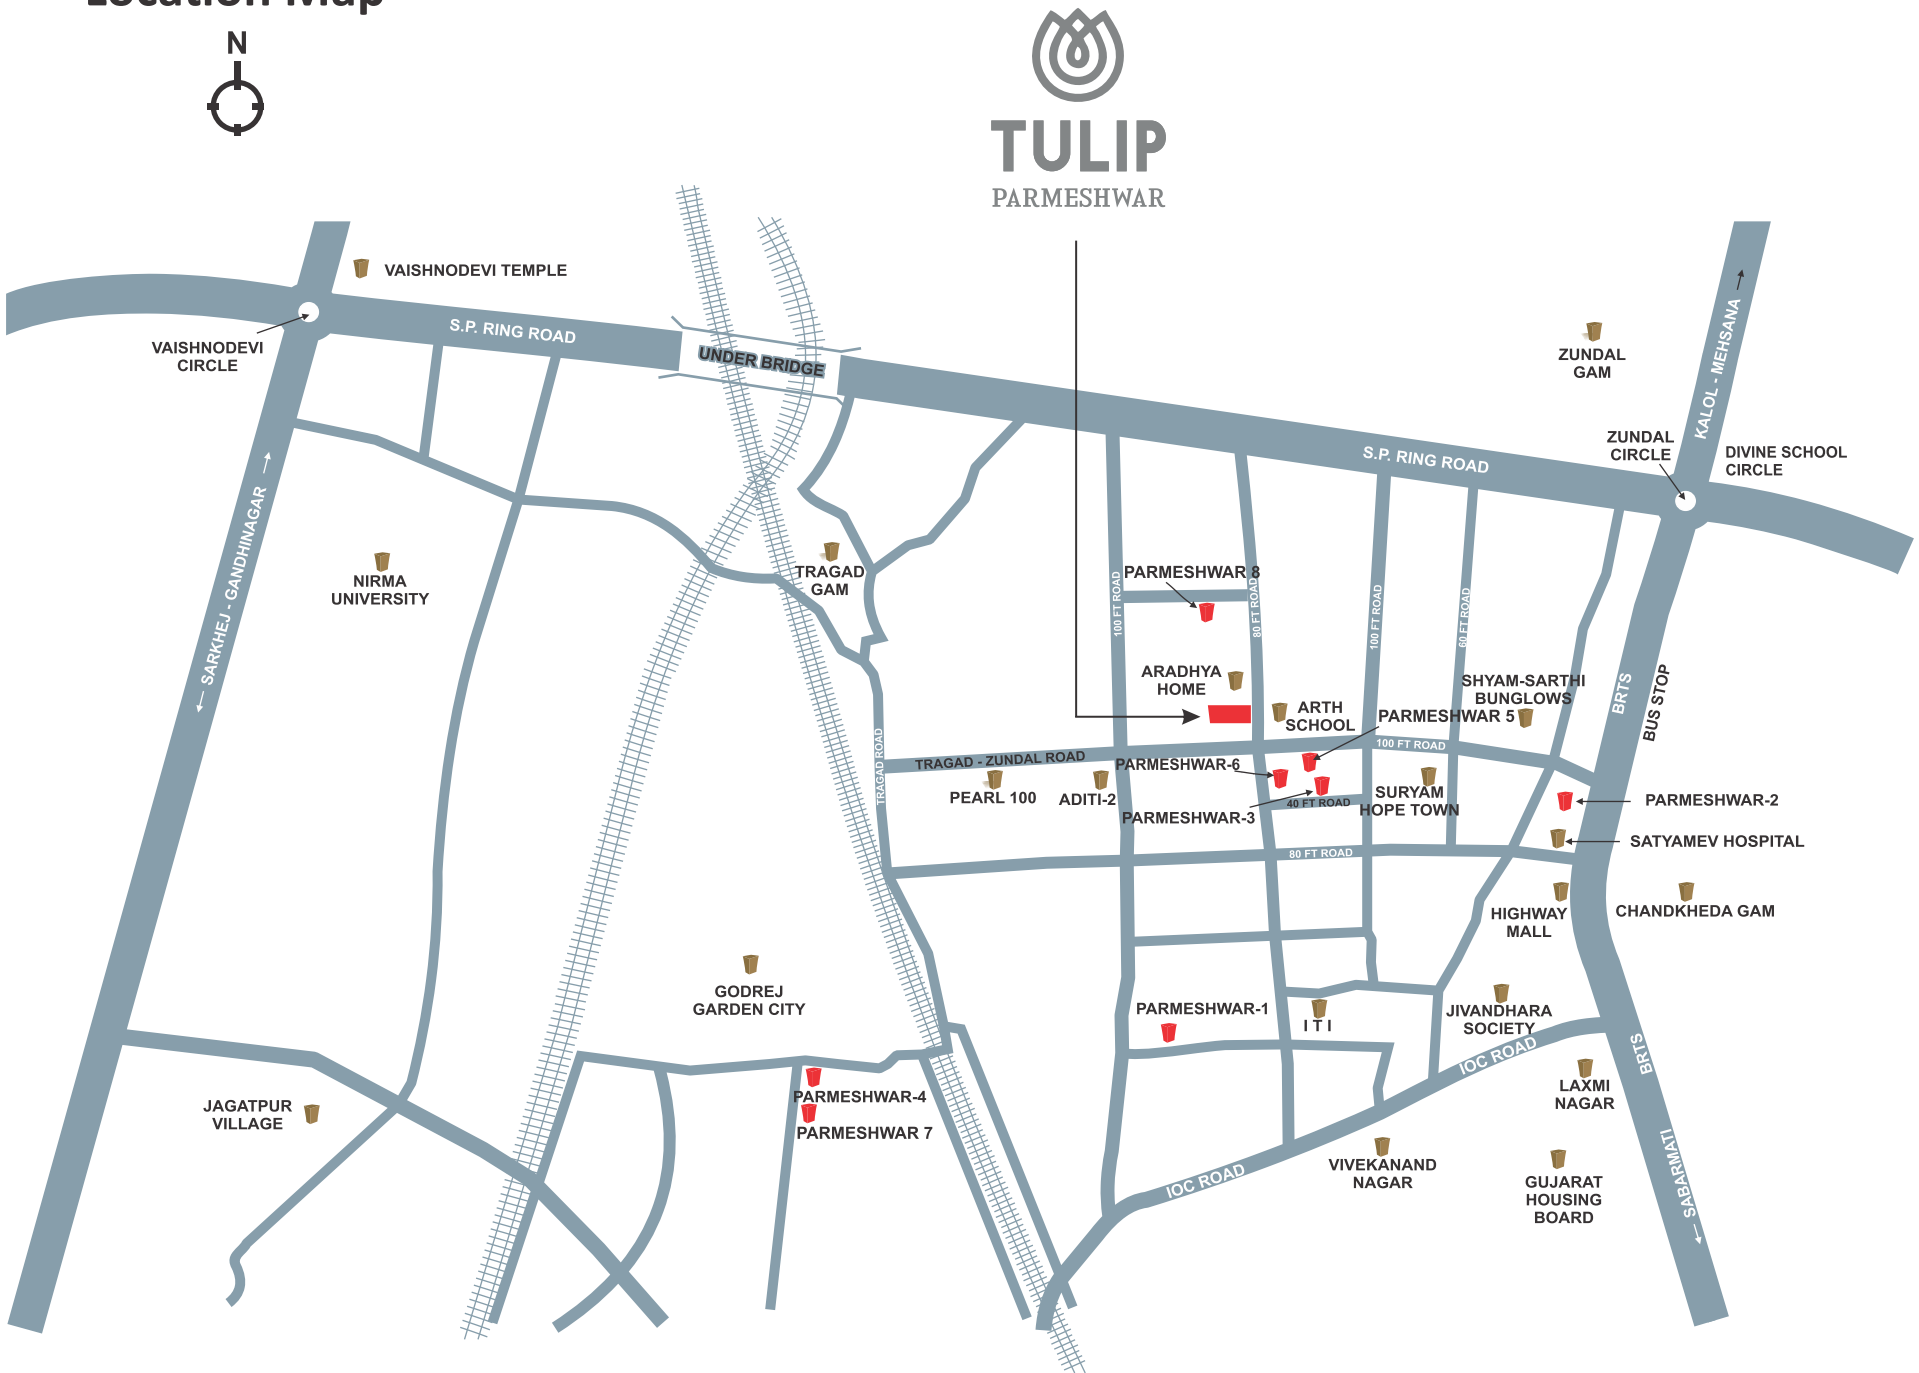 Location Map
N
TULIP
PARMESHWAR
VAISHNODEVI TEMPLE
VAISHNODEVI
CIRCLE
S.P. RING ROAD
UNDER BRIDGE
ZUNDAL
GAM
KALOL - MEHSANA
ZUNDAL
CIRCLE
DIVINE SCHOOL
CIRCLE
S.P. RING ROAD
SARKHEJ - GANDHINAGAR
NIRMA
UNIVERSITY
TRAGAD
GAM
PARMESHWAR 8
100 FT ROAD
80 FT ROAD
100 FT ROAD
60 FT ROAD
ARADHYA
HOME
SHYAM-SARTHI
BUNGLOWS
BRTS
BUS STOP
ARTH
SCHOOL
PARMESHWAR 5
TRAGAD ROAD
TRAGAD - ZUNDAL ROAD
100 FT ROAD
PARMESHWAR-6
PEARL 100
ADITI-2
SURYAM
HOPE TOWN
40 FT ROAD
PARMESHWAR-3
PARMESHWAR-2
SATYAMEV HOSPITAL
80 FT ROAD
HIGHWAY
MALL
CHANDKHEDA GAM
GODREJ
GARDEN CITY
PARMESHWAR-1
I T I
JIVANDHARA
SOCIETY
IOC ROAD
BRTS
LAXMI
NAGAR
PARMESHWAR-4
PARMESHWAR 7
JAGATPUR
VILLAGE
VIVEKANAND
NAGAR
IOC ROAD
GUJARAT
HOUSING
BOARD
SABARMATI